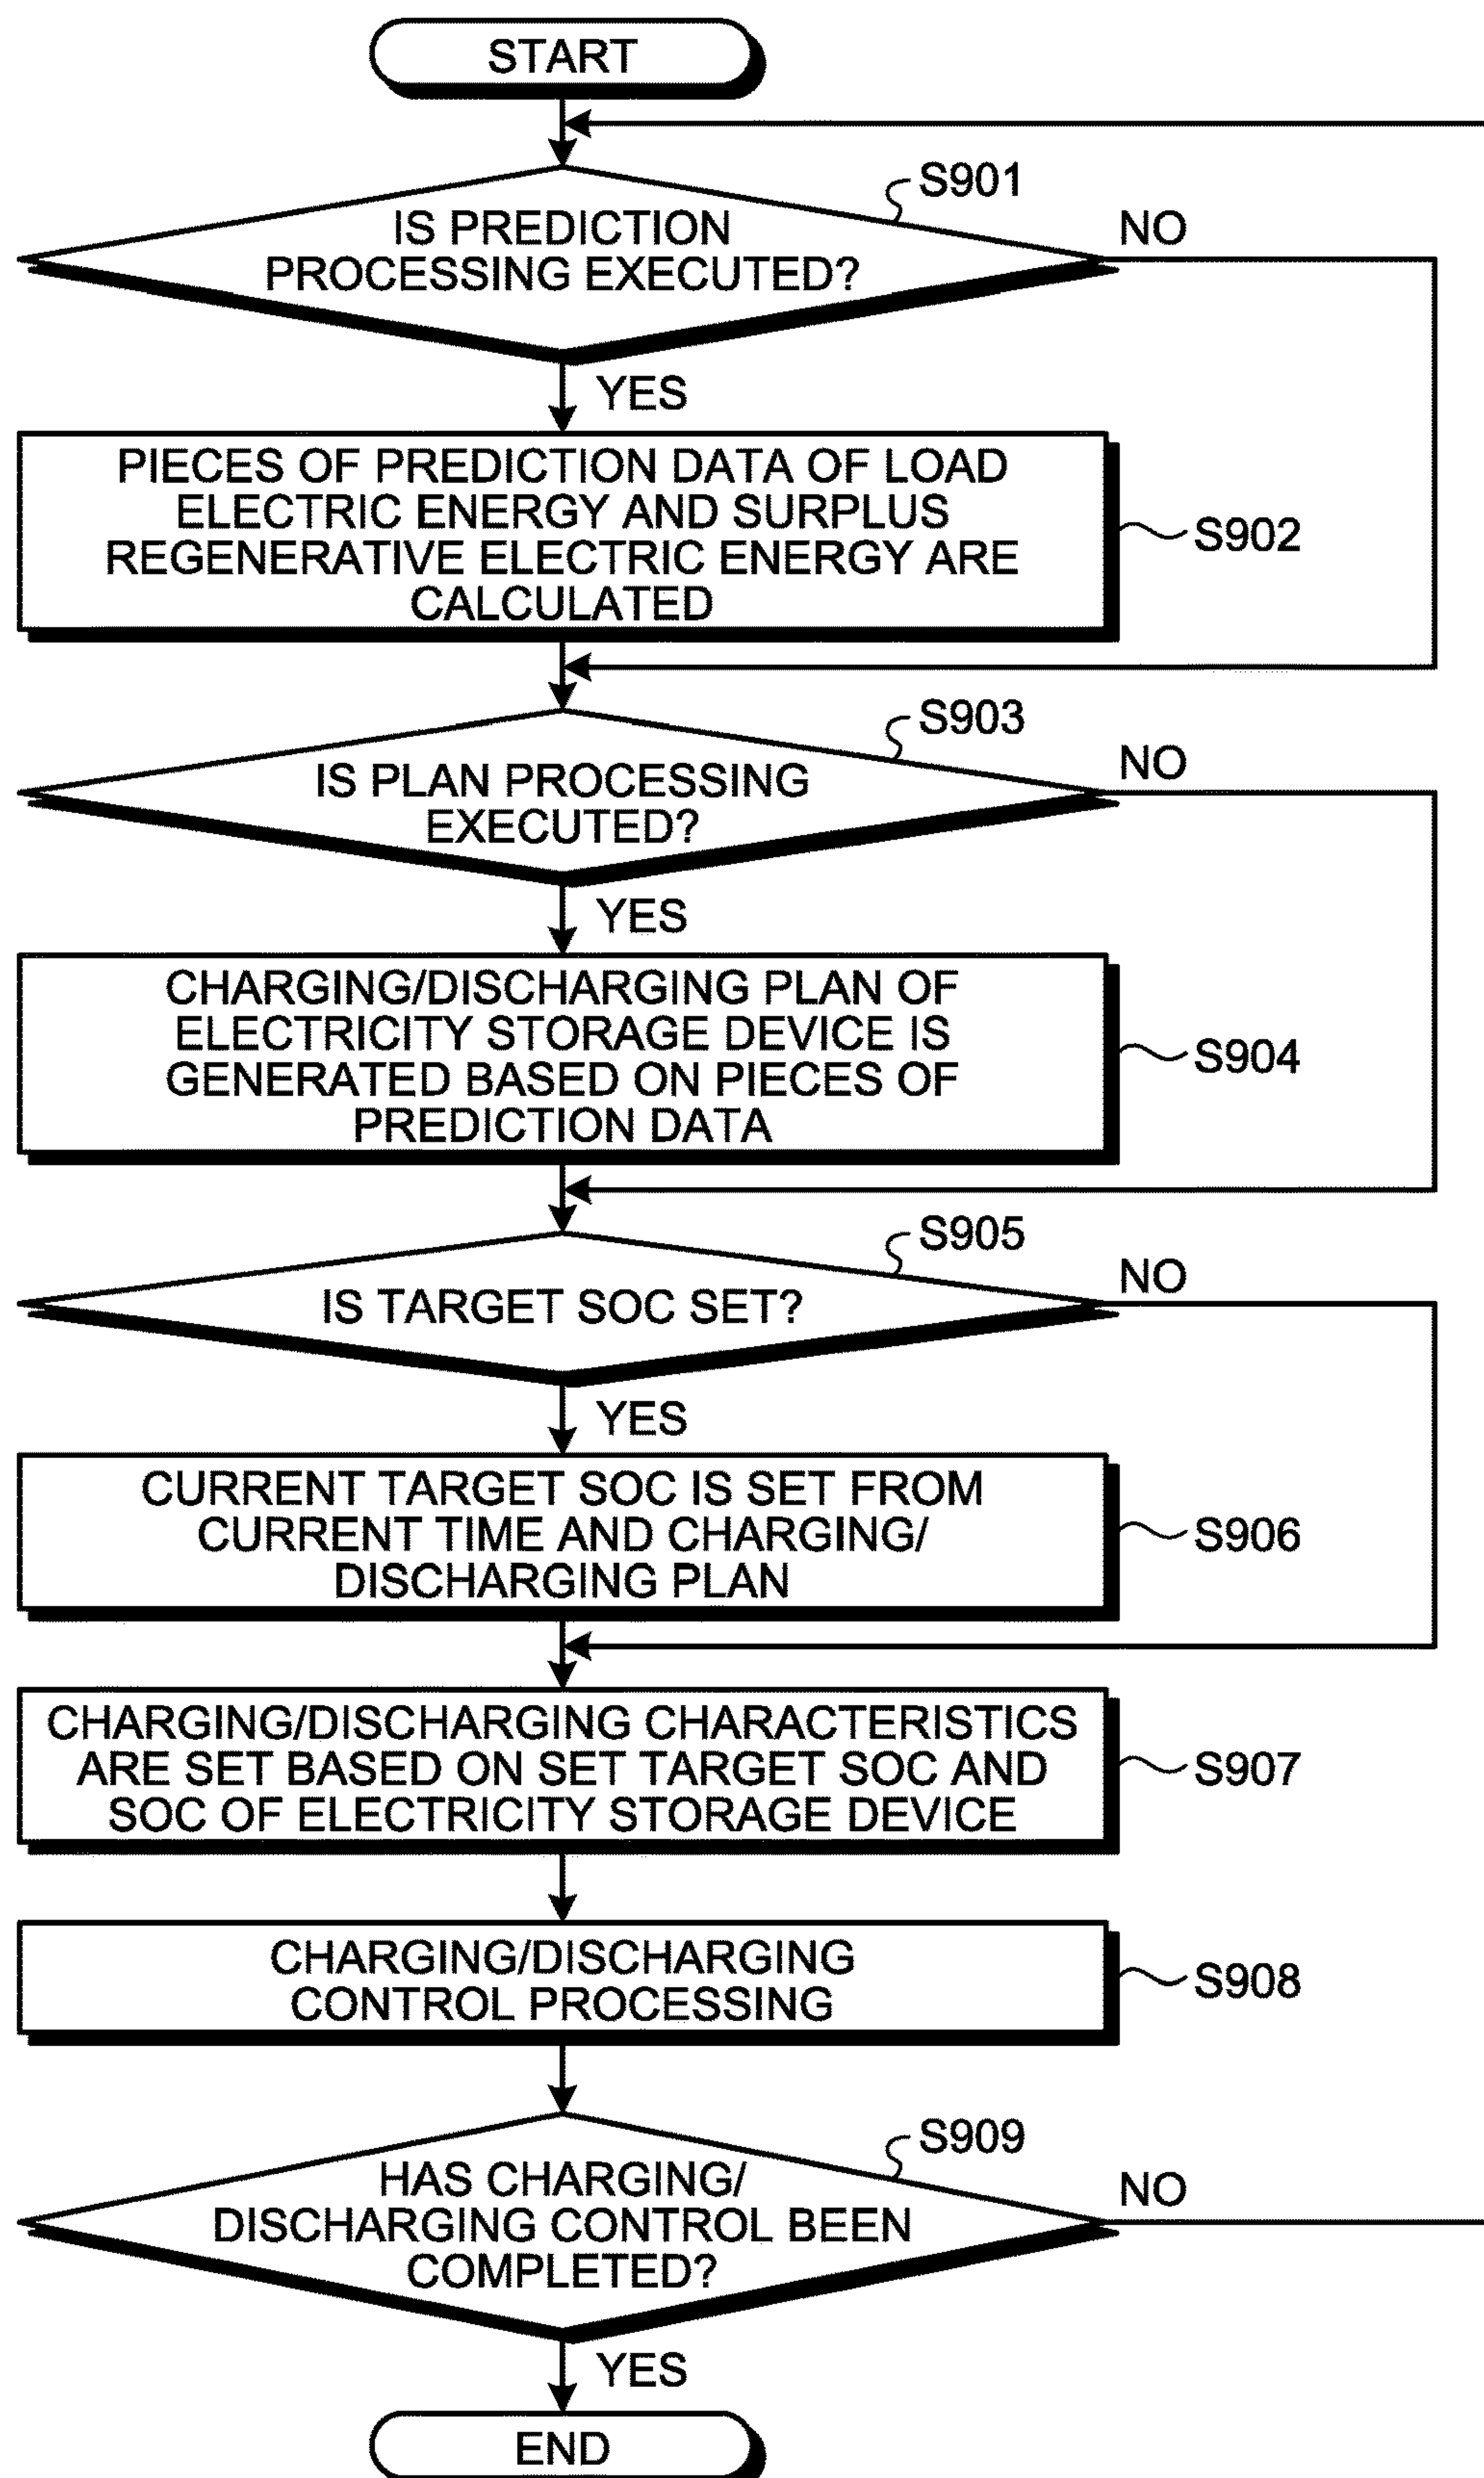 START
S901
IS PREDICTION
PROCESSING EXECUTED?
NO
YES
PIECES OF PREDICTION DATA OF LOAD
ELECTRIC ENERGY AND SURPLUS
REGENERATIVE ELECTRIC ENERGY ARE
CALCULATED
S902
S903
IS PLAN PROCESSING
EXECUTED?
NO
YES
CHARGING/DISCHARGING PLAN OF
ELECTRICITY STORAGE DEVICE IS
GENERATED BASED ON PIECES OF
PREDICTION DATA
S904
S905
IS TARGET SOC SET?
NO
YES
CURRENT TARGET SOC IS SET FROM
CURRENT TIME AND CHARGING/
DISCHARGING PLAN
S906
CHARGING/DISCHARGING CHARACTERISTICS
ARE SET BASED ON SET TARGET SOC AND
SOC OF ELECTRICITY STORAGE DEVICE
S907
CHARGING/DISCHARGING
CONTROL PROCESSING
S908
S909
HAS CHARGING/
DISCHARGING CONTROL BEEN
COMPLETED?
NO
YES
END